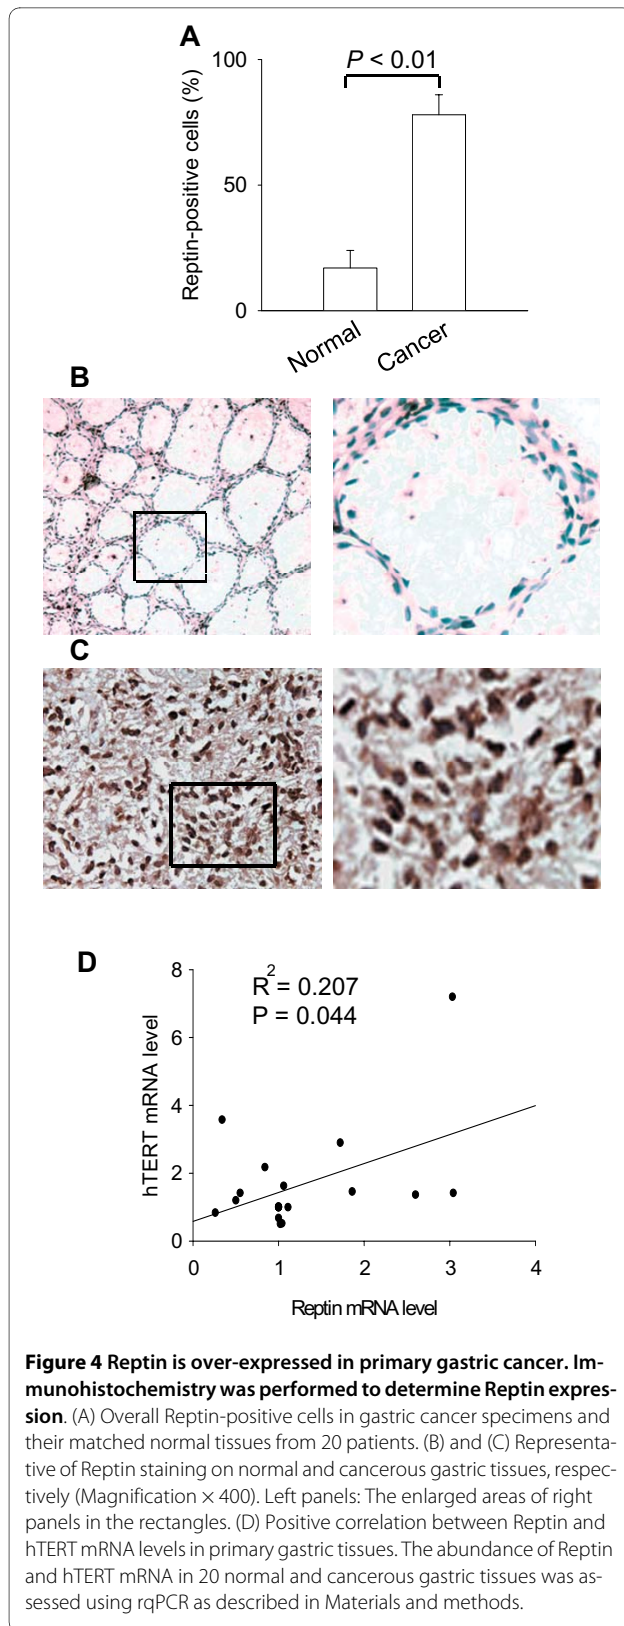 A
100
P < 0.01
Reptin-positive cells (%)
50
0
Normal
Cancer
B
C
D
8
R2 = 0.207
P = 0.044
6
hTERT mRNA level
4
2
0
0 1 2 3 4
Reptin mRNA level
Figure 4 Reptin is over-expressed in primary gastric cancer. Im-
munohistochemistry was performed to determine Reptin expres-
sion. (A) Overall Reptin-positive cells in gastric cancer specimens and
their matched normal tissues from 20 patients. (B) and (C) Representa-
tive of Reptin staining on normal and cancerous gastric tissues, respec-
tively (Magnification × 400). Left panels: The enlarged areas of right
panels in the rectangles. (D) Positive correlation between Reptin and
hTERT mRNA levels in primary gastric tissues. The abundance of Reptin
and hTERT mRNA in 20 normal and cancerous gastric tissues was as-
sessed using rqPCR as described in Materials and methods.